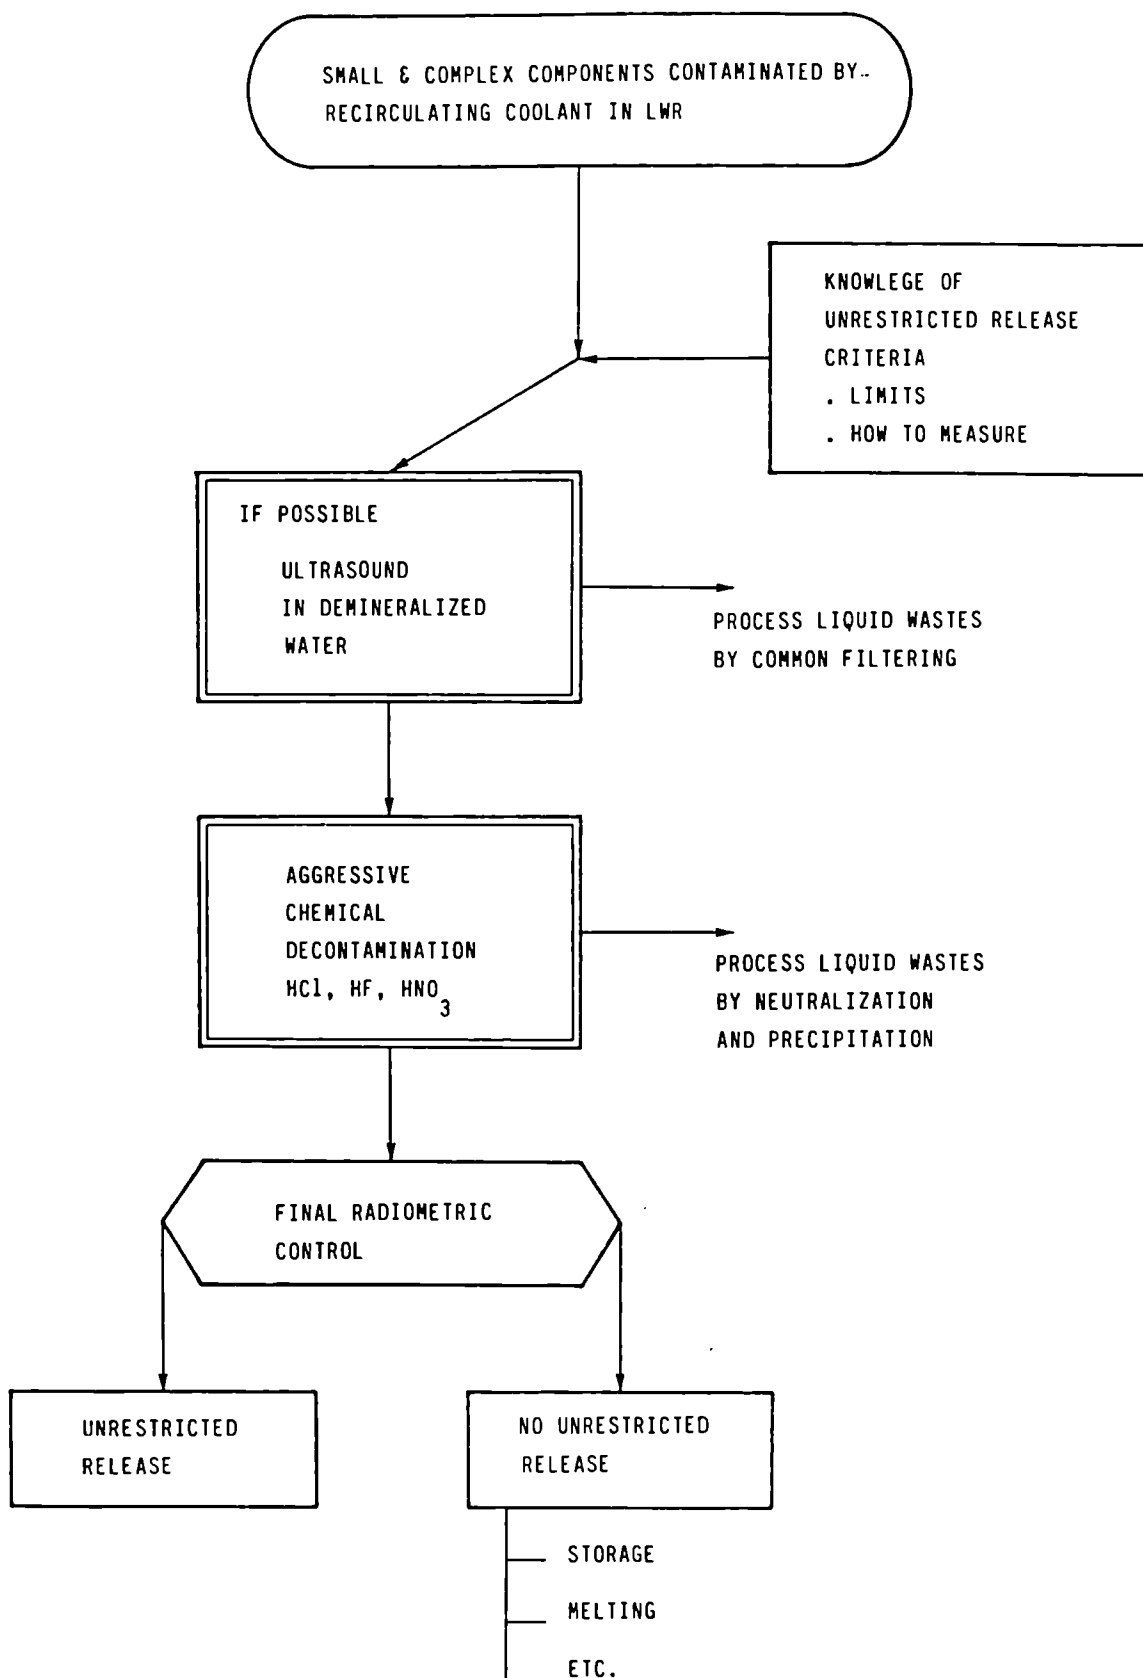 SMALL & COMPLEX COMPONENTS CONTAMINATED BY..
RECIRCULATING COOLANT IN LWR
KNOWLEGE OF
UNRESTRICTED RELEASE
CRITERIA
. LIMITS
. HOW TO MEASURE
IF POSSIBLE
ULTRASOUND
IN DEMINERALIZED
WATER
PROCESS LIQUID WASTES
BY COMMON FILTERING
AGGRESSIVE
CHEMICAL
DECONTAMINATION
HCl, HF, HNO3
PROCESS LIQUID WASTES
BY NEUTRALIZATION
AND PRECIPITATION
FINAL RADIOMETRIC
CONTROL
UNRESTRICTED
RELEASE
NO UNRESTRICTED
RELEASE
STORAGE
MELTING
ETC.